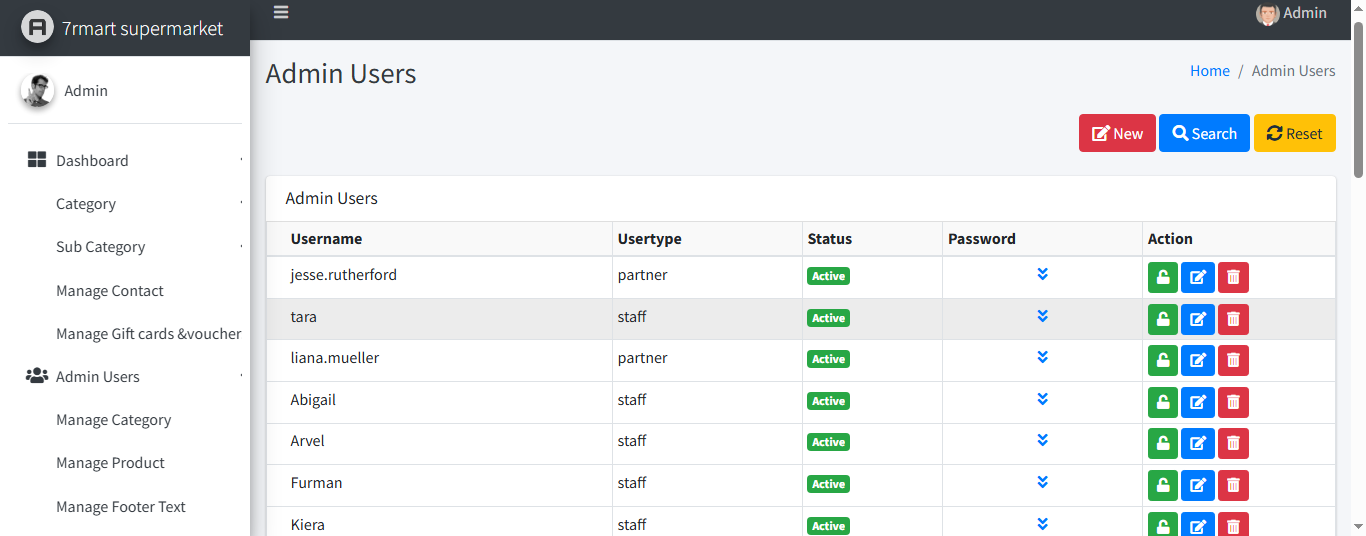 7rmart supermarket
Admin
Admin
Dashboard
Category
Sub Category
Manage Contact
Manage Gift cards &voucher
Admin Users
Manage Category
Manage Product
Manage Footer Text
Admin Users
Home / Admin Users
New Search Reset
Admin Users
Username Usertype Status Password Action
jesse.rutherford partner Active
tara staff Active
liana.mueller partner Active
Abigail staff Active
Arvel staff Active
Furman staff Active
Kiera staff Active